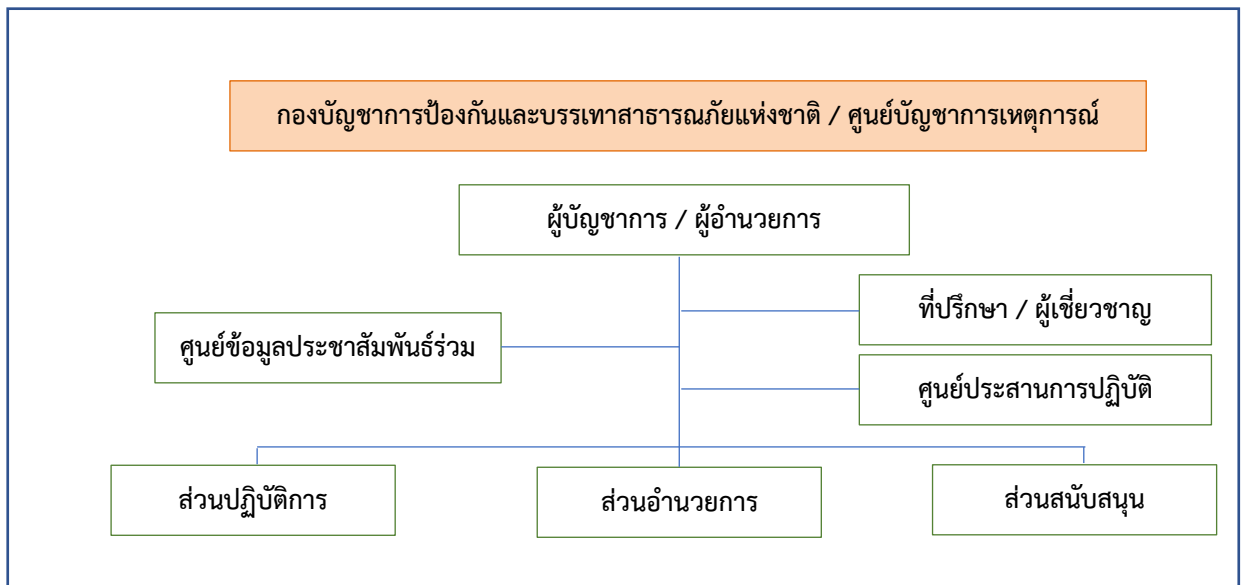 กองบัญชาการป้องกันและบรรเทาสาธารณภัยแห่งชาติ / ศูนย์บัญชาการเหตุการณ์
ผู้บัญชาการ / ผู้อำนวยการ
ที่ปรึกษา / ผู้เชี่ยวชาญ
ศูนย์ข้อมูลประชาสัมพันธ์ร่วม
ศูนย์ประสานการปฏิบัติ
ส่วนปฏิบัติการ
ส่วนอำนวยการ
ส่วนสนับสนุน